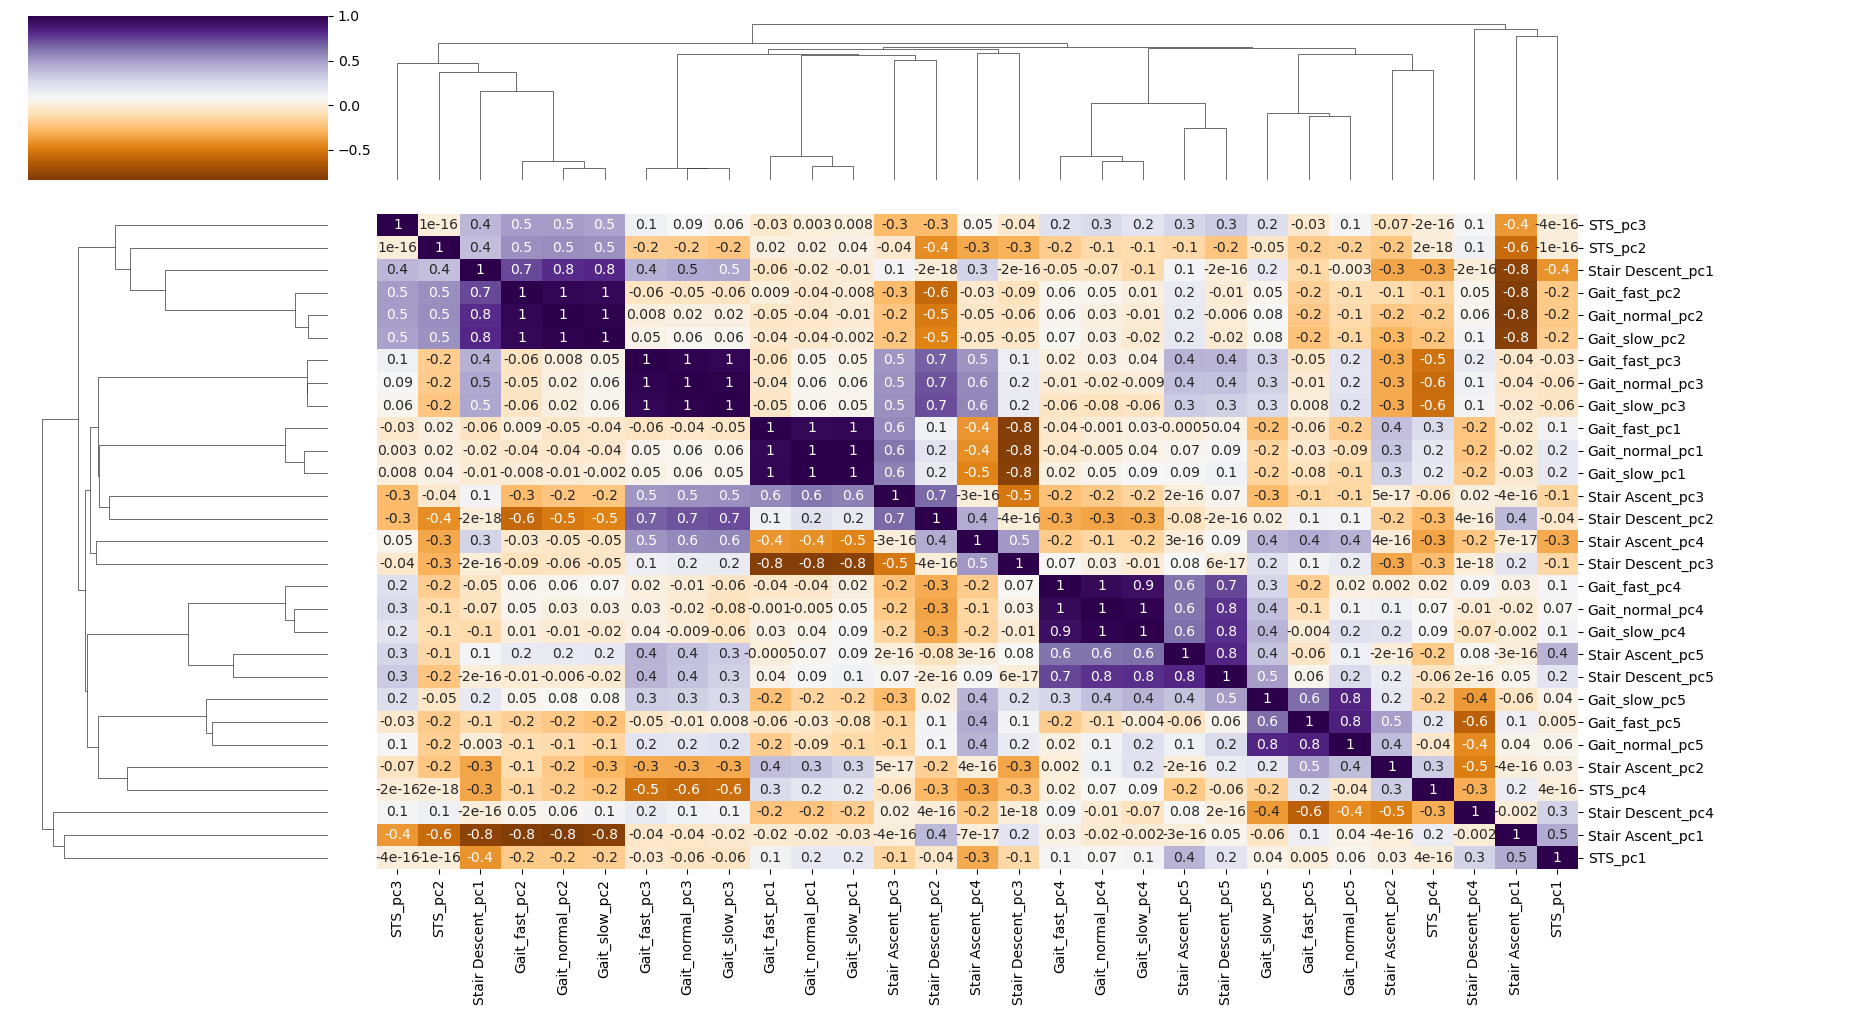 1.0
0.5
0.0
−0.5
1 1e-16 0.4 0.5 0.5 0.5 0.1 0.09 0.06 -0.03 0.003 0.008 -0.3 -0.3 0.05 -0.04 0.2 0.3 0.2 0.3 0.3 0.2 -0.03 0.1 -0.07 -2e-16 0.1 -0.4 -4e-16 STS_pc3
1e-16 1 0.4 0.5 0.5 0.5 -0.2 -0.2 -0.2 0.02 0.02 0.04 -0.04 -0.4 -0.3 -0.3 -0.2 -0.1 -0.1 -0.1 -0.2 -0.05 -0.2 -0.2 -0.2 2e-18 0.1 -0.6 -1e-16 STS_pc2
0.4 0.4 1 0.7 0.8 0.8 0.4 0.5 0.5 -0.06 -0.02 -0.01 0.1 -2e-18 0.3 -2e-16 -0.05 -0.07 -0.1 0.1 -2e-16 0.2 -0.1 -0.003 -0.3 -0.3 -2e-16 -0.8 -0.4 Stair Descent_pc1
0.5 0.5 0.7 1 1 1 -0.06 -0.05 -0.06 0.009 -0.04 -0.008 -0.3 -0.6 -0.03 -0.09 0.06 0.05 0.01 0.2 -0.01 0.05 -0.2 -0.1 -0.1 -0.1 0.05 -0.8 -0.2 Gait_fast_pc2
0.5 0.5 0.8 1 1 1 0.008 0.02 0.02 -0.05 -0.04 -0.01 -0.2 -0.5 -0.05 -0.06 0.06 0.03 -0.01 0.2 -0.006 0.08 -0.2 -0.1 -0.2 -0.2 0.06 -0.8 -0.2 Gait_normal_pc2
0.5 0.5 0.8 1 1 1 0.05 0.06 0.06 -0.04 -0.04 -0.002 -0.2 -0.5 -0.05 -0.05 0.07 0.03 -0.02 0.2 -0.02 0.08 -0.2 -0.1 -0.3 -0.2 0.1 -0.8 -0.2 Gait_slow_pc2
0.1 -0.2 0.4 -0.06 0.008 0.05 1 1 1 -0.06 0.05 0.05 0.5 0.7 0.5 0.1 0.02 0.03 0.04 0.4 0.4 0.3 -0.05 0.2 -0.3 -0.5 0.2 -0.04 -0.03 Gait_fast_pc3
0.09 -0.2 0.5 -0.05 0.02 0.06 1 1 1 -0.04 0.06 0.06 0.5 0.7 0.6 0.2 -0.01 -0.02 -0.009 0.4 0.4 0.3 -0.01 0.2 -0.3 -0.6 0.1 -0.04 -0.06 Gait_normal_pc3
0.06 -0.2 0.5 -0.06 0.02 0.06 1 1 1 -0.05 0.06 0.05 0.5 0.7 0.6 0.2 -0.06 -0.08 -0.06 0.3 0.3 0.3 0.008 0.2 -0.3 -0.6 0.1 -0.02 -0.06 Gait_slow_pc3
-0.03 0.02 -0.06 0.009 -0.05 -0.04 -0.06 -0.04 -0.05 1 1 1 0.6 0.1 -0.4 -0.8 -0.04 -0.001 0.03 -0.0005 0.04 -0.2 -0.06 -0.2 0.4 0.3 -0.2 -0.02 0.1 Gait_fast_pc1
0.003 0.02 -0.02 -0.04 -0.04 -0.04 0.05 0.06 0.06 1 1 1 0.6 0.2 -0.4 -0.8 -0.04 -0.005 0.04 0.07 0.09 -0.2 -0.03 -0.09 0.3 0.2 -0.2 -0.02 0.2 Gait_normal_pc1
0.008 0.04 -0.01 -0.008 -0.01 -0.002 0.05 0.06 0.05 1 1 1 0.6 0.2 -0.5 -0.8 0.02 0.05 0.09 0.09 0.1 -0.2 -0.08 -0.1 0.3 0.2 -0.2 -0.03 0.2 Gait_slow_pc1
-0.3 -0.04 0.1 -0.3 -0.2 -0.2 0.5 0.5 0.5 0.6 0.6 0.6 1 0.7 -3e-16 -0.5 -0.2 -0.2 -0.2 2e-16 0.07 -0.3 -0.1 -0.1 5e-17 -0.06 0.02 -4e-16 -0.1 Stair Ascent_pc3
-0.3 -0.4 -2e-18 -0.6 -0.5 -0.5 0.7 0.7 0.7 0.1 0.2 0.2 0.7 1 0.4 -4e-16 -0.3 -0.3 -0.3 -0.08 -2e-16 0.02 0.1 0.1 -0.2 -0.3 4e-16 0.4 -0.04 Stair Descent_pc2
0.05 -0.3 0.3 -0.03 -0.05 -0.05 0.5 0.6 0.6 -0.4 -0.4 -0.5 -3e-16 0.4 1 0.5 -0.2 -0.1 -0.2 3e-16 0.09 0.4 0.4 0.4 4e-16 -0.3 -0.2 -7e-17 -0.3 Stair Ascent_pc4
-0.04 -0.3 -2e-16 -0.09 -0.06 -0.05 0.1 0.2 0.2 -0.8 -0.8 -0.8 -0.5 -4e-16 0.5 1 0.07 0.03 -0.01 0.08 6e-17 0.2 0.1 0.2 -0.3 -0.3 1e-18 0.2 -0.1 Stair Descent_pc3
0.2 -0.2 -0.05 0.06 0.06 0.07 0.02 -0.01 -0.06 -0.04 -0.04 0.02 -0.2 -0.3 -0.2 0.07 1 1 0.9 0.6 0.7 0.3 -0.2 0.02 0.002 0.02 0.09 0.03 0.1 Gait_fast_pc4
0.3 -0.1 -0.07 0.05 0.03 0.03 0.03 -0.02 -0.08 -0.001 -0.005 0.05 -0.2 -0.3 -0.1 0.03 1 1 1 0.6 0.8 0.4 -0.1 0.1 0.1 0.07 -0.01 -0.02 0.07 Gait_normal_pc4
0.2 -0.1 -0.1 0.01 -0.01 -0.02 0.04 -0.009 -0.06 0.03 0.04 0.09 -0.2 -0.3 -0.2 -0.01 0.9 1 1 0.6 0.8 0.4 -0.004 0.2 0.2 0.09 -0.07 -0.002 0.1 Gait_slow_pc4
0.3 -0.1 0.1 0.2 0.2 0.2 0.4 0.4 0.3 -0.0005 0.07 0.09 2e-16 -0.08 3e-16 0.08 0.6 0.6 0.6 1 0.8 0.4 -0.06 0.1 -2e-16 -0.2 0.08 -3e-16 0.4 Stair Ascent_pc5
0.3 -0.2 -2e-16 -0.01 -0.006 -0.02 0.4 0.4 0.3 0.04 0.09 0.1 0.07 -2e-16 0.09 6e-17 0.7 0.8 0.8 0.8 1 0.5 0.06 0.2 0.2 -0.06 2e-16 0.05 0.2 Stair Descent_pc5
0.2 -0.05 0.2 0.05 0.08 0.08 0.3 0.3 0.3 -0.2 -0.2 -0.2 -0.3 0.02 0.4 0.2 0.3 0.4 0.4 0.4 0.5 1 0.6 0.8 0.2 -0.2 -0.4 -0.06 0.04 Gait_slow_pc5
-0.03 -0.2 -0.1 -0.2 -0.2 -0.2 -0.05 -0.01 0.008 -0.06 -0.03 -0.08 -0.1 0.1 0.4 0.1 -0.2 -0.1 -0.004 -0.06 0.06 0.6 1 0.8 0.5 0.2 -0.6 0.1 0.005 Gait_fast_pc5
0.1 -0.2 -0.003 -0.1 -0.1 -0.1 0.2 0.2 0.2 -0.2 -0.09 -0.1 -0.1 0.1 0.4 0.2 0.02 0.1 0.2 0.1 0.2 0.8 0.8 1 0.4 -0.04 -0.4 0.04 0.06 Gait_normal_pc5
-0.07 -0.2 -0.3 -0.1 -0.2 -0.3 -0.3 -0.3 -0.3 0.4 0.3 0.3 5e-17 -0.2 4e-16 -0.3 0.002 0.1 0.2 -2e-16 0.2 0.2 0.5 0.4 1 0.3 -0.5 -4e-16 0.03 Stair Ascent_pc2
-2e-16 2e-18 -0.3 -0.1 -0.2 -0.2 -0.5 -0.6 -0.6 0.3 0.2 0.2 -0.06 -0.3 -0.3 -0.3 0.02 0.07 0.09 -0.2 -0.06 -0.2 0.2 -0.04 0.3 1 -0.3 0.2 4e-16 STS_pc4
0.1 0.1 -2e-16 0.05 0.06 0.1 0.2 0.1 0.1 -0.2 -0.2 -0.2 0.02 4e-16 -0.2 1e-18 0.09 -0.01 -0.07 0.08 2e-16 -0.4 -0.6 -0.4 -0.5 -0.3 1 -0.002 0.3 Stair Descent_pc4
-0.4 -0.6 -0.8 -0.8 -0.8 -0.8 -0.04 -0.04 -0.02 -0.02 -0.02 -0.03 -4e-16 0.4 -7e-17 0.2 0.03 -0.02 -0.002 -3e-16 0.05 -0.06 0.1 0.04 -4e-16 0.2 -0.002 1 0.5 Stair Ascent_pc1
-4e-16 -1e-16 -0.4 -0.2 -0.2 -0.2 -0.03 -0.06 -0.06 0.1 0.2 0.2 -0.1 -0.04 -0.3 -0.1 0.1 0.07 0.1 0.4 0.2 0.04 0.005 0.06 0.03 4e-16 0.3 0.5 1 STS_pc1
STS_pc3
STS_pc2
Stair Descent_pc1
Gait_fast_pc2
Gait_normal_pc2
Gait_slow_pc2
Gait_fast_pc3
Gait_normal_pc3
Gait_slow_pc3
Gait_fast_pc1
Gait_normal_pc1
Gait_slow_pc1
Stair Ascent_pc3
Stair Descent_pc2
Stair Ascent_pc4
Stair Descent_pc3
Gait_fast_pc4
Gait_normal_pc4
Gait_slow_pc4
Stair Ascent_pc5
Stair Descent_pc5
Gait_slow_pc5
Gait_fast_pc5
Gait_normal_pc5
Stair Ascent_pc2
STS_pc4
Stair Descent_pc4
Stair Ascent_pc1
STS_pc1